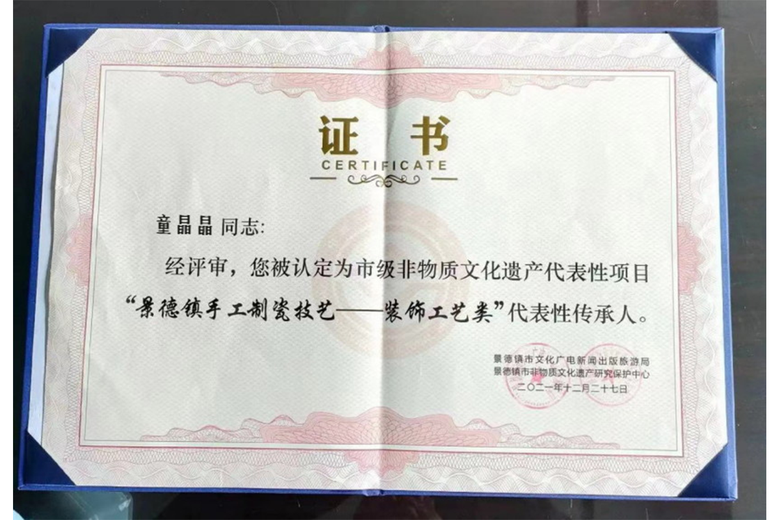 证书
CERTIFICATE
童晶晶 同志:
经评审，您被认定为市级非物质文化遗产代表性项目
“景德镇手工制瓷技艺——装饰工艺类”代表性传承人。
景德镇市文化广电新闻出版旅游局
景德镇市非物质文化遗产研究保护中心
二〇二一年十二月二十七日